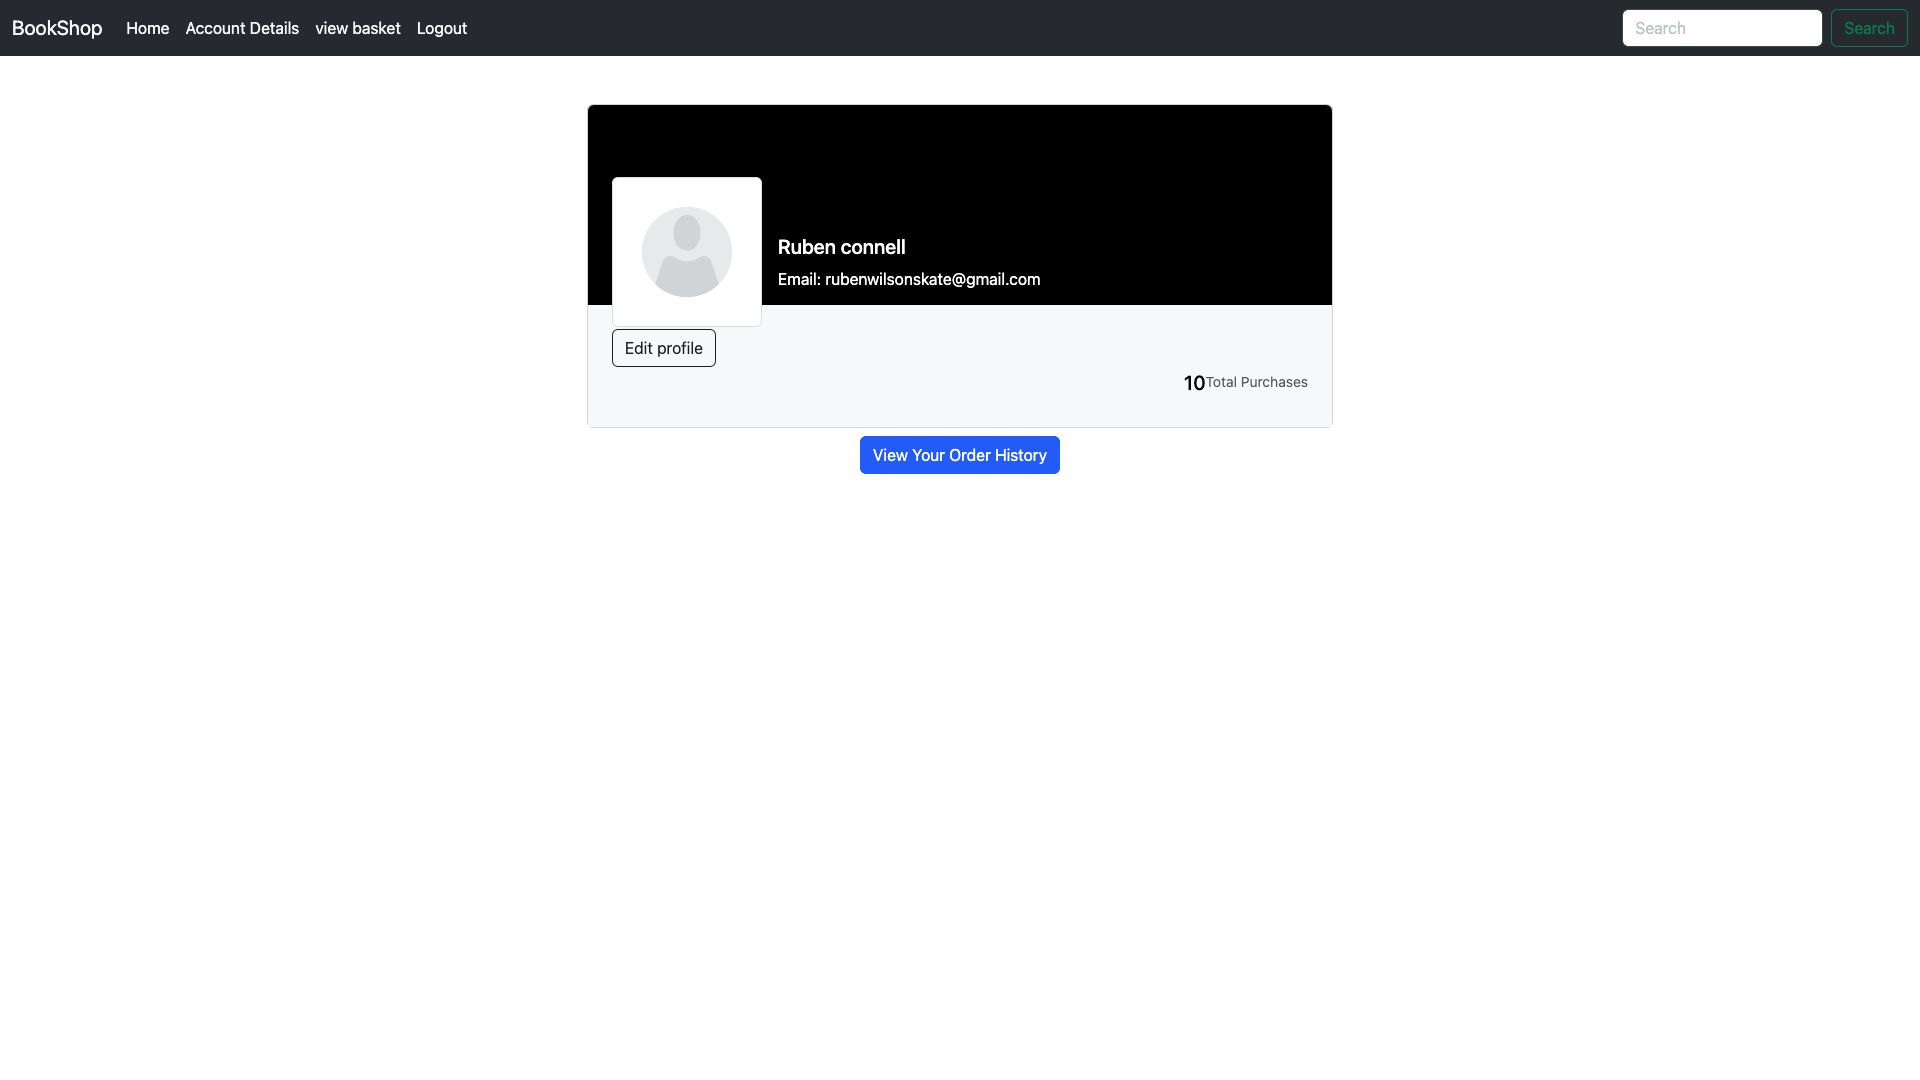 BookShop Home Account Details view basket Logout Search Search
Ruben connell
Email: rubenwilsonskate@gmail.com
Edit profile
10Total Purchases
View Your Order History